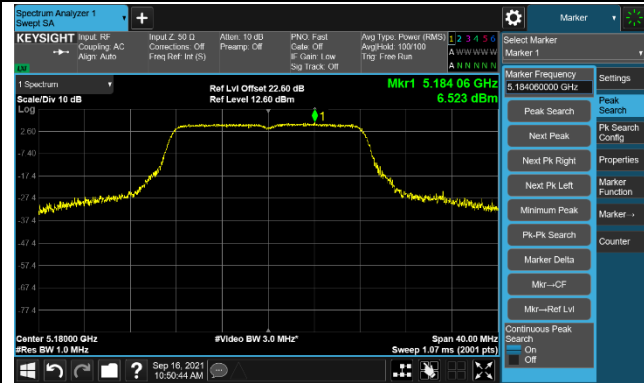 Spectrum Analyzer 1
Swept SA
Marker
KEYSIGHT
Input: RF
Coupling: AC
Align: Auto
Input Z: 50 Ω
Corrections: Off
Freq Ref: Int (S)
Atten: 10 dB
Preamp: Off
PNO: Fast
Gate: Off
IF Gain: Low
Sig Track: Off
Avg Type: Power (RMS)
Avg|Hold: 100/100
Trig: Free Run
1 2 3 4 5 6
A W W W W W
A N N N N N
LNI
Select Marker
Marker 1
1 Spectrum
Scale/Div 10 dB
Log
Ref Lvl Offset 22.60 dB
Ref Level 12.60 dBm
Mkr1 5.184 06 GHz
6.523 dBm
1
2.60
-7.40
-17.4
-27.4
-37.4
-47.4
-57.4
-67.4
-77.4
Center 5.18000 GHz
#Res BW 1.0 MHz
#Video BW 3.0 MHz*
Span 40.00 MHz
Sweep 1.07 ms (2001 pts)
Marker Frequency
5.184060000 GHz
Peak Search
Next Peak
Next Pk Right
Next Pk Left
Minimum Peak
Pk-Pk Search
Marker Delta
Mkr→CF
Mkr→Ref Lvl
Continuous Peak
Search
On
Off
Settings
Peak
Search
Pk Search
Config
Properties
Marker
Function
Marker→
Counter
?
Sep 16, 2021
10:50:44 AM